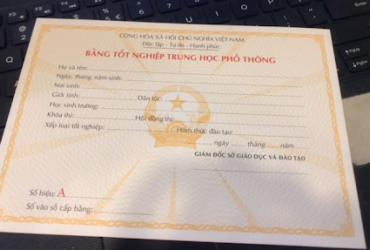 CỘNG HÒA XÃ HỘI CHỦ NGHĨA VIỆT NAM
Độc lập - Tự do - Hạnh phúc
BẰNG TỐT NGHIỆP TRUNG HỌC PHỔ THÔNG
Họ và tên:
Ngày, tháng, năm sinh:
Nơi sinh:
Giới tính: Dân tộc:
Học sinh trường:
Khóa thi: Hội đồng thi:
Xếp loại tốt nghiệp: Hình thức đào tạo:
ngày tháng năm
GIÁM ĐỐC SỞ GIÁO DỤC VÀ ĐÀO TẠO
Số hiệu: A
Số vào sổ cấp bằng: